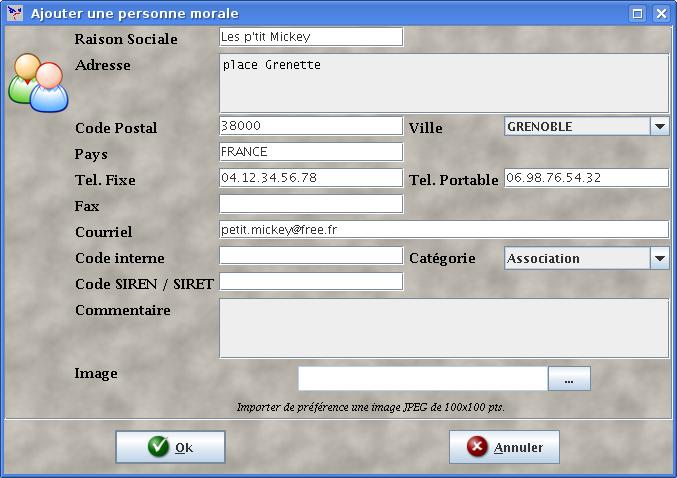 Ajouter une personne morale
Raison Sociale Les p'tit Mickey
Adresse place Grenette
Code Postal 38000 Ville GRENOBLE
Pays FRANCE
Tel. Fixe 04.12.34.56.78 Tel. Portable 06.98.76.54.32
Fax
Courriel petit.mickey@free.fr
Code interne Catégorie Association
Code SIREN / SIRET
Commentaire
Image ...
Importer de préférence une image JPEG de 100x100 pts.
Ok Annuler